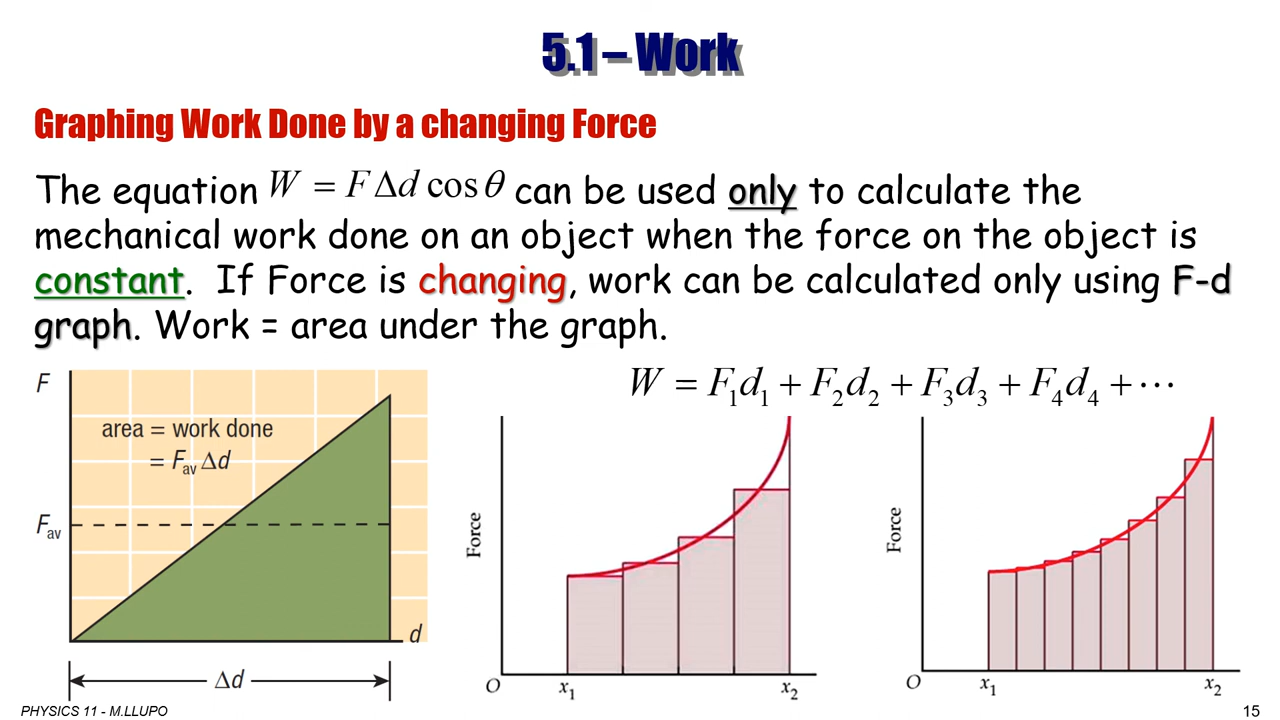 5.1 – Work
Graphing Work Done by a changing Force
The equation W = F Δd cos θ can be used only to calculate the
mechanical work done on an object when the force on the object is
constant. If Force is changing, work can be calculated only using F-d
graph. Work = area under the graph.
W = F₁d₁ + F₂d₂ + F₃d₃ + F₄d₄ + ⋯
F
area = work done
= Fav Δd
Fav
d
Δd
Force
O
x₁
x₂
Force
O
x₁
x₂
PHYSICS 11 - M.LLUPO
15